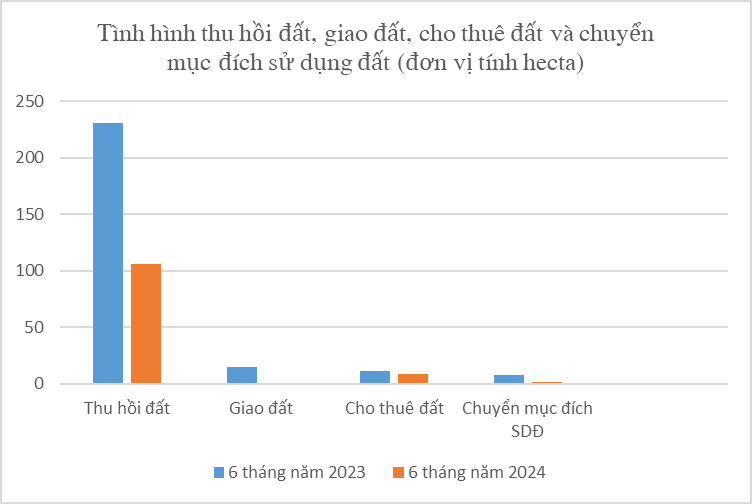 Tình hình thu hồi đất, giao đất, cho thuê đất và chuyển
mục đích sử dụng đất (đơn vị tính hecta)
250
200
150
100
50
0
Thu hồi đất
Giao đất
Cho thuê đất
Chuyển mục đích
SDĐ
6 tháng năm 2023
6 tháng năm 2024